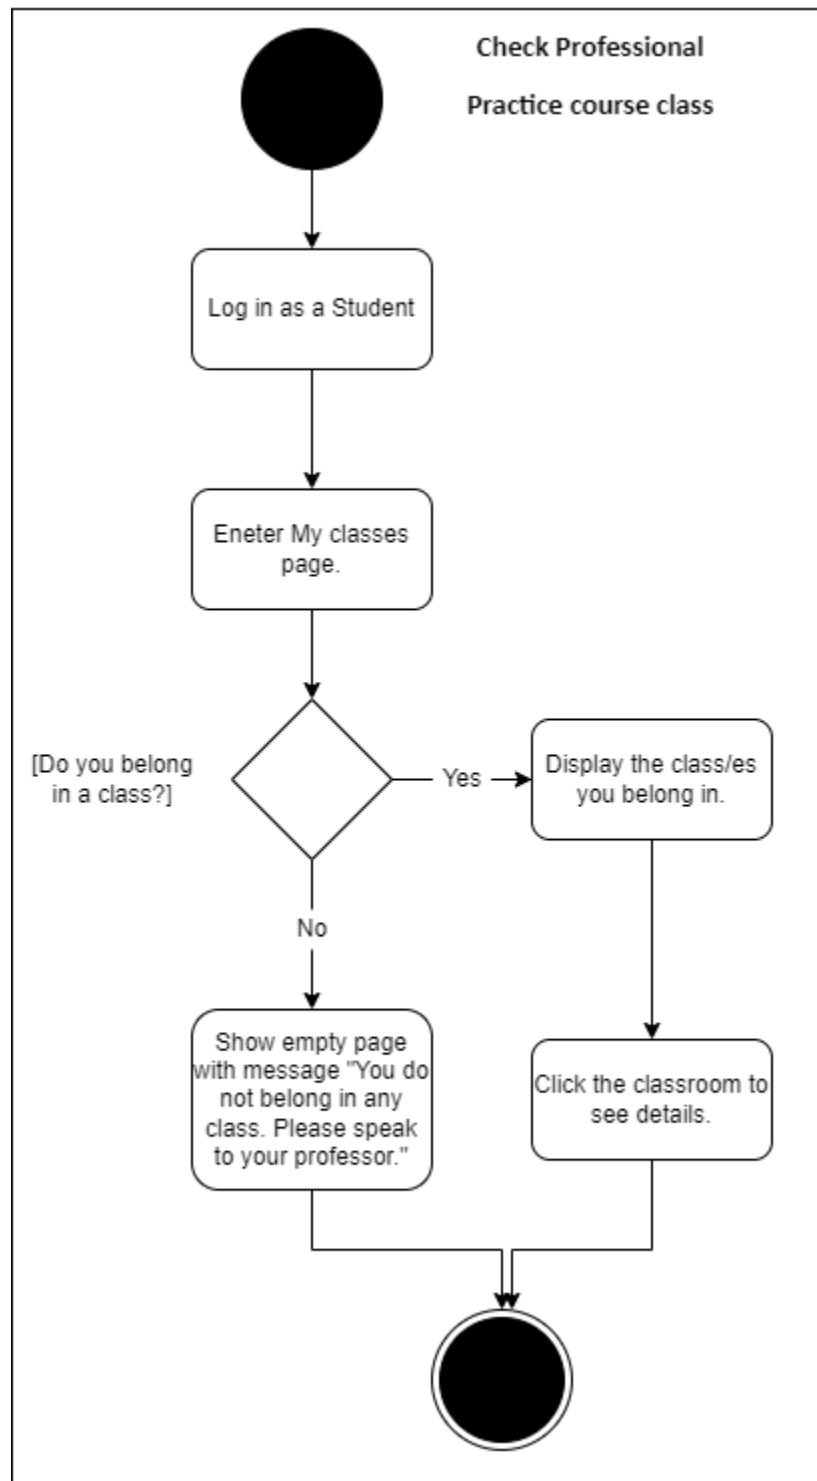 Check Professional
Practice course class
Log in as a Student
Eneter My classes
page.
[Do you belong
in a class?]
Yes
Display the class/es
you belong in.
No
Show empty page
with message "You do
not belong in any
class. Please speak
to your professor."
Click the classroom to
see details.